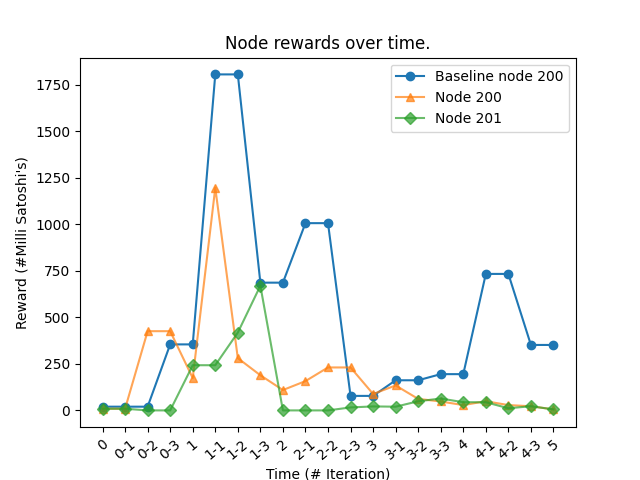 Node rewards over time.
Baseline node 200
Node 200
Node 201
Reward (#Milli Satoshi's)
1750
1500
1250
1000
750
500
250
0
0 0-1 0-2 0-3 1 1-1 1-2 1-3 2 2-1 2-2 2-3 3 3-1 3-2 3-3 4 4-1 4-2 4-3 5
Time (# Iteration)